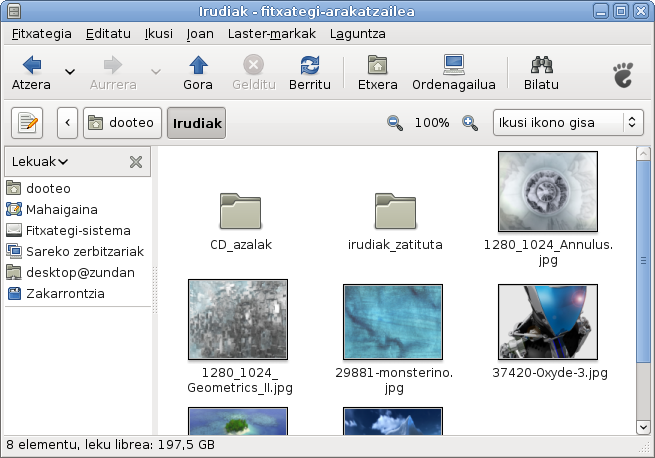 Irudiak - fitxategi-arakatzailea
Fitxategia Editatu Ikusi Joan Laster-markak Laguntza
Atzera Aurrera Gora Gelditu Berritu Etxera Ordenagailua Bilatu
dooteo Irudiak 100% Ikusi ikono gisa
Lekuak
dooteo
Mahaigaina
Fitxategi-sistema
Sareko zerbitzariak
desktop@zundan
Zakarrontzia
CD_azalak irudiak_zatituta 1280_1024_Annulus.
jpg
1280_1024_ 29881-monsterino. 37420-Oxyde-3.jpg
Geometrics_II.jpg jpg
8 elementu, leku librea: 197,5 GB